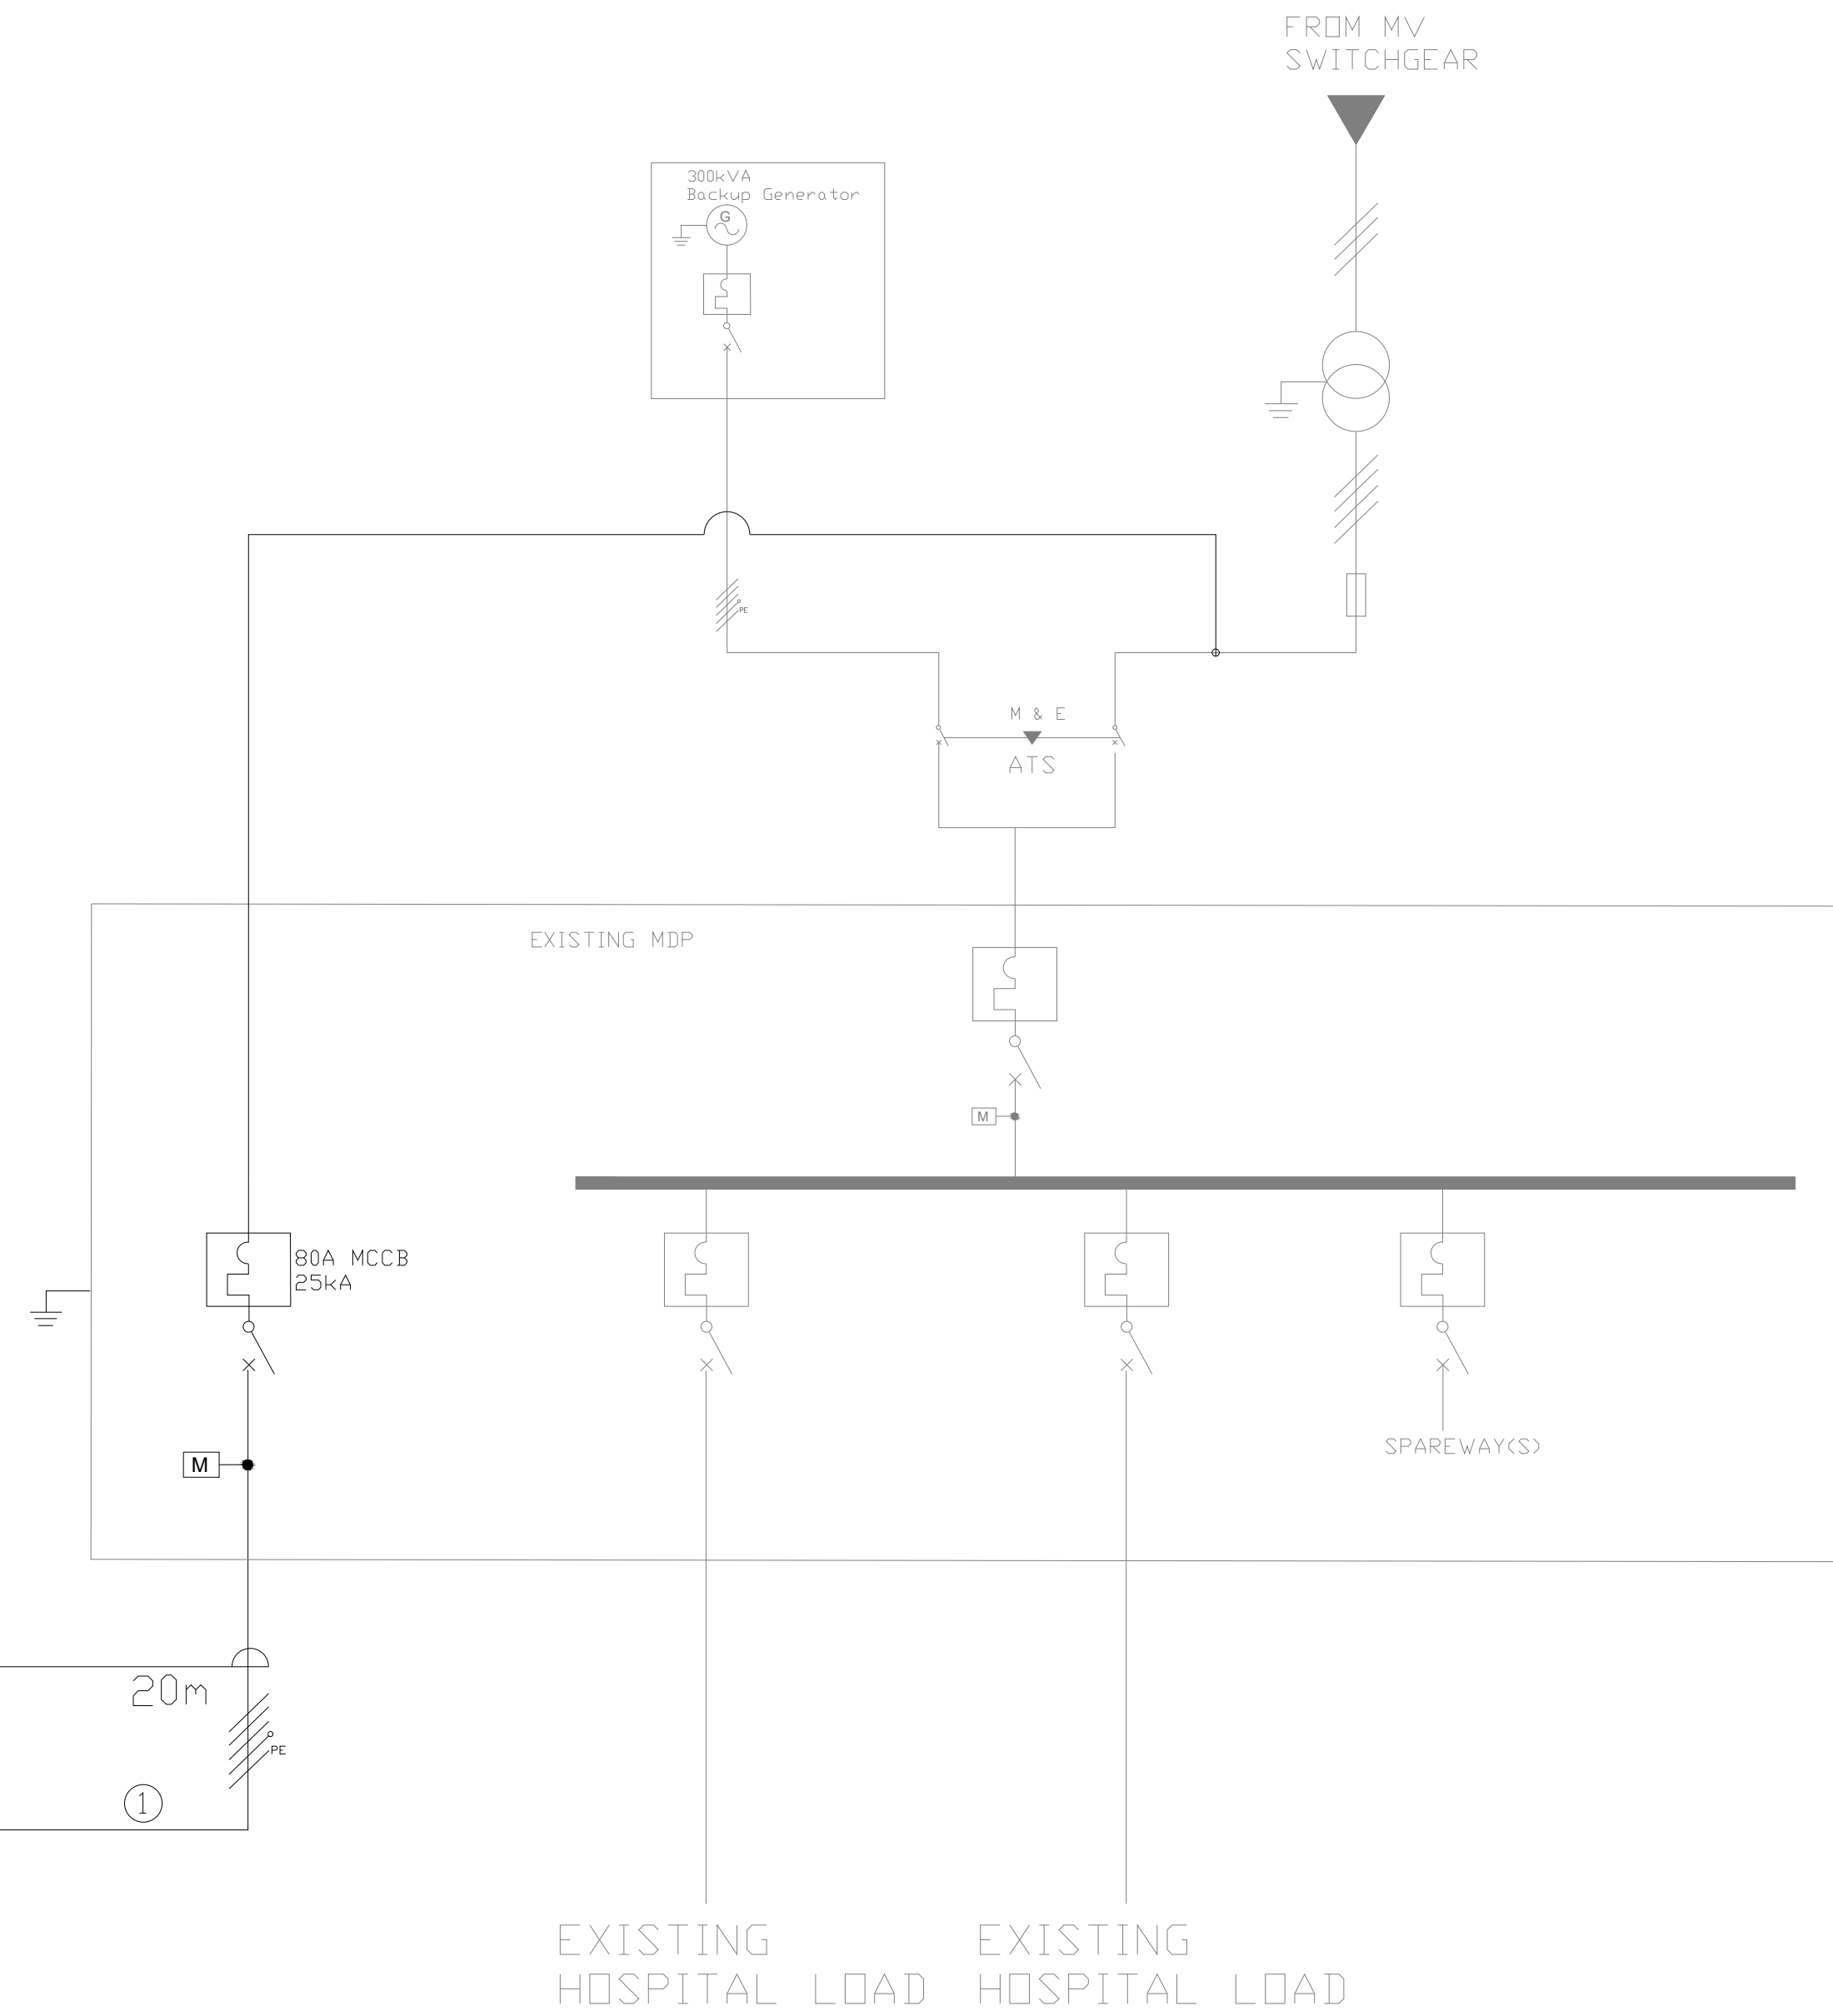 FROM MV
SWITCHGEAR
300kVA
Backup Generator
G
PE
M & E
ATS
EXISTING MDP
M
80A MCCB
25kA
M
SPAREWAY(S)
20m
PE
1
EXISTING
HOSPITAL LOAD
EXISTING
HOSPITAL LOAD